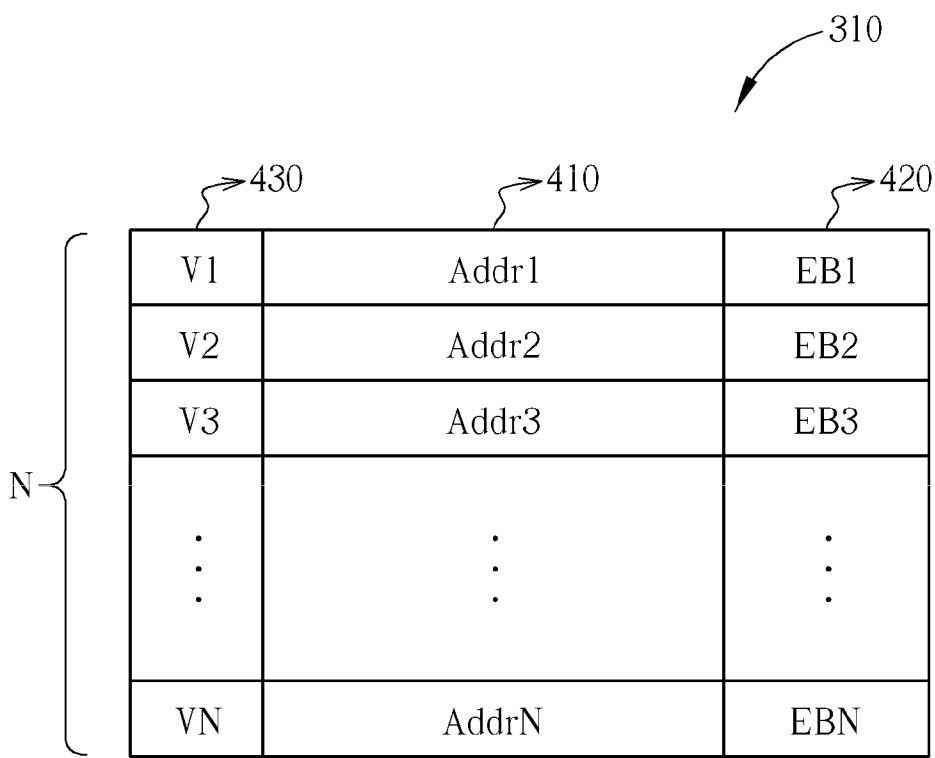 310
430 410 420
V1 Addr1 EB1
V2 Addr2 EB2
V3 Addr3 EB3
N
VN AddrN EBN